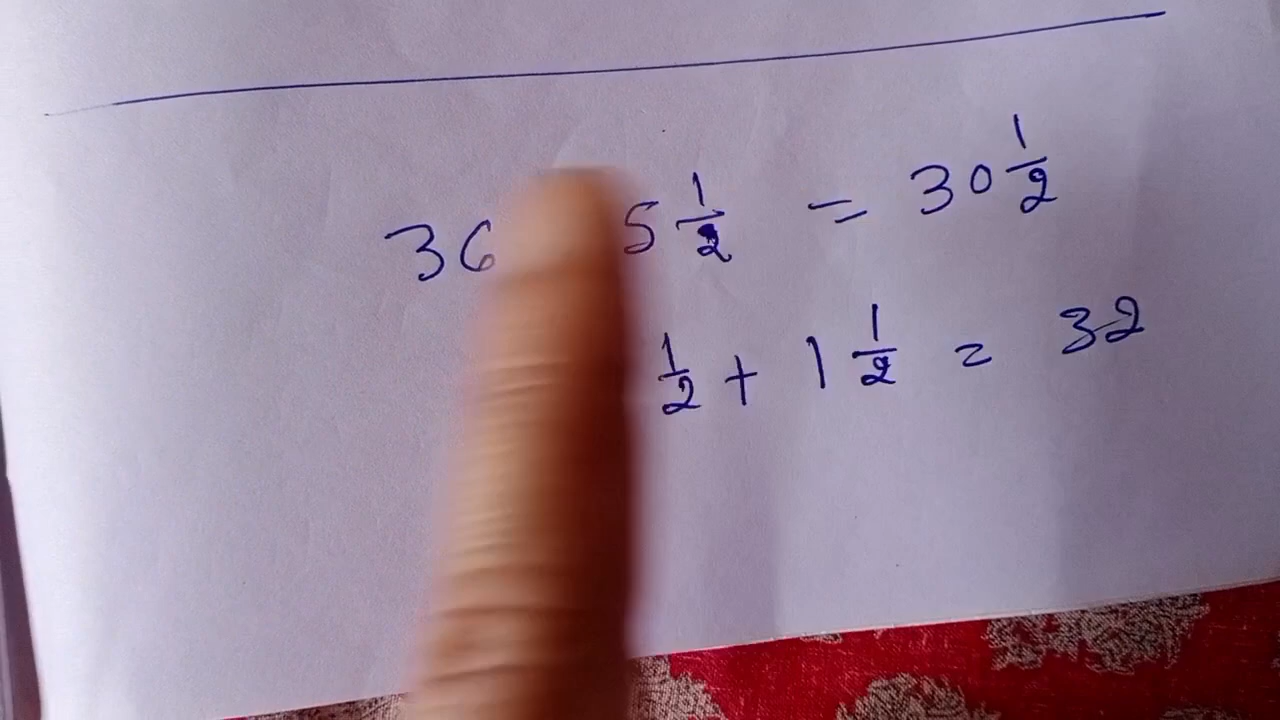 36 5 1/2 = 30 1/2
1/2 + 1 1/2 = 32